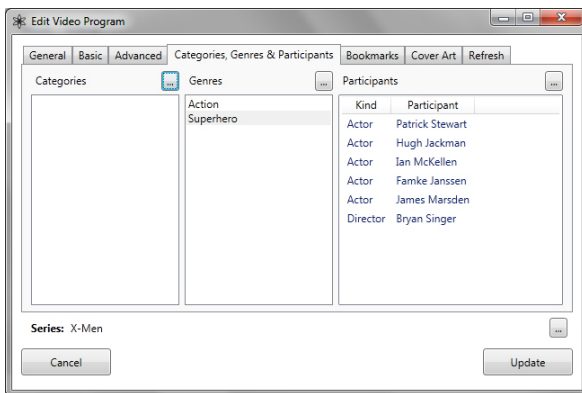 Edit Video Program
General Basic Advanced Categories, Genres & Participants Bookmarks Cover Art Refresh
Categories ... Genres ... Participants ...
Action
Superhero
Kind Participant
Actor Patrick Stewart
Actor Hugh Jackman
Actor Ian McKellen
Actor Famke Janssen
Actor James Marsden
Director Bryan Singer
Series: X-Men ...
Cancel Update